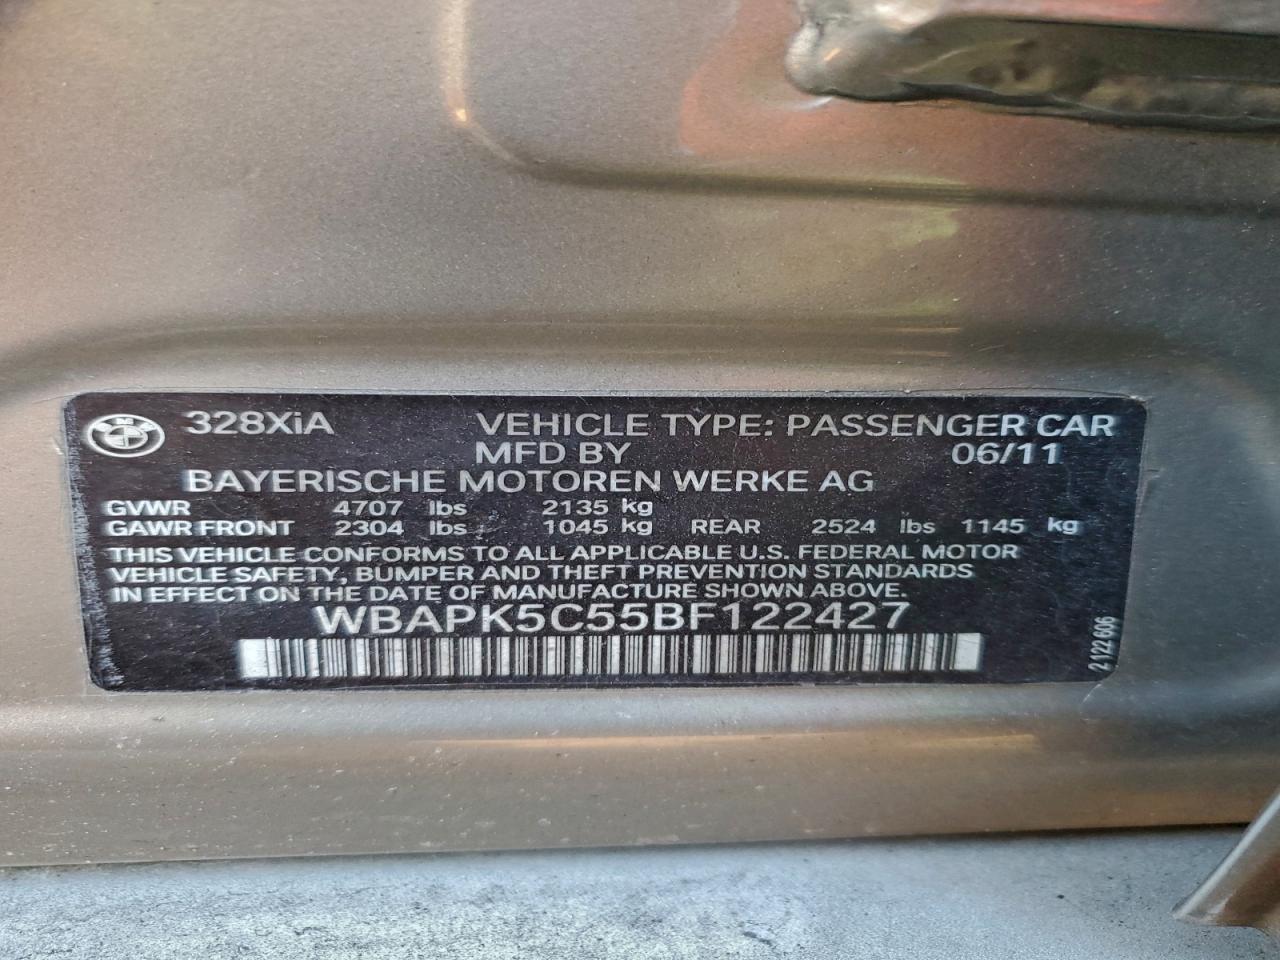 328XiA VEHICLE TYPE: PASSENGER CAR
MFD BY 06/11
BAYERISCHE MOTOREN WERKE AG
GVWR 4707 lbs 2135 kg
GAWR FRONT 2304 lbs 1045 kg REAR 2524 lbs 1145 kg
THIS VEHICLE CONFORMS TO ALL APPLICABLE U.S. FEDERAL MOTOR
VEHICLE SAFETY, BUMPER AND THEFT PREVENTION STANDARDS
IN EFFECT ON THE DATE OF MANUFACTURE SHOWN ABOVE.
WBAPK5C55BF122427
2122606